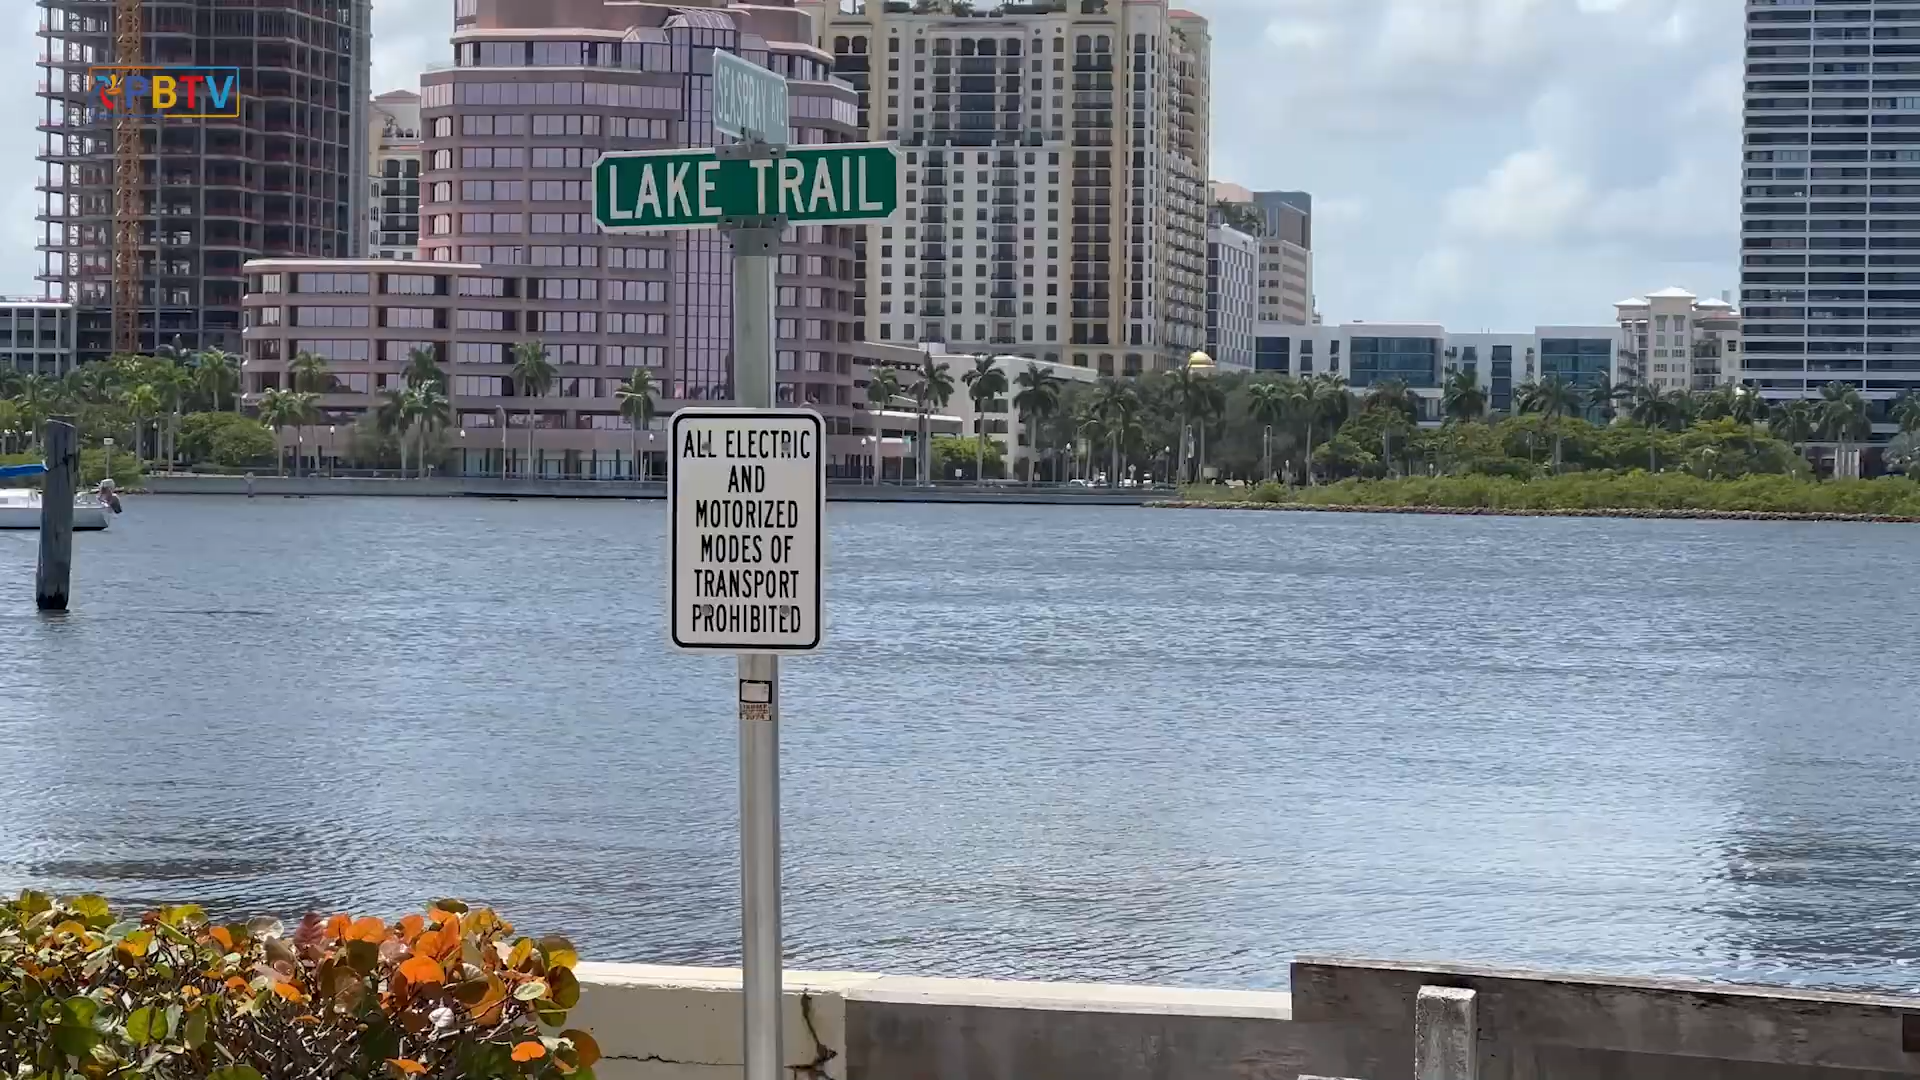 PBTV
SEASPRAY AVE
LAKE TRAIL
ALL ELECTRIC
AND
MOTORIZED
MODES OF
TRANSPORT
PROHIBITED